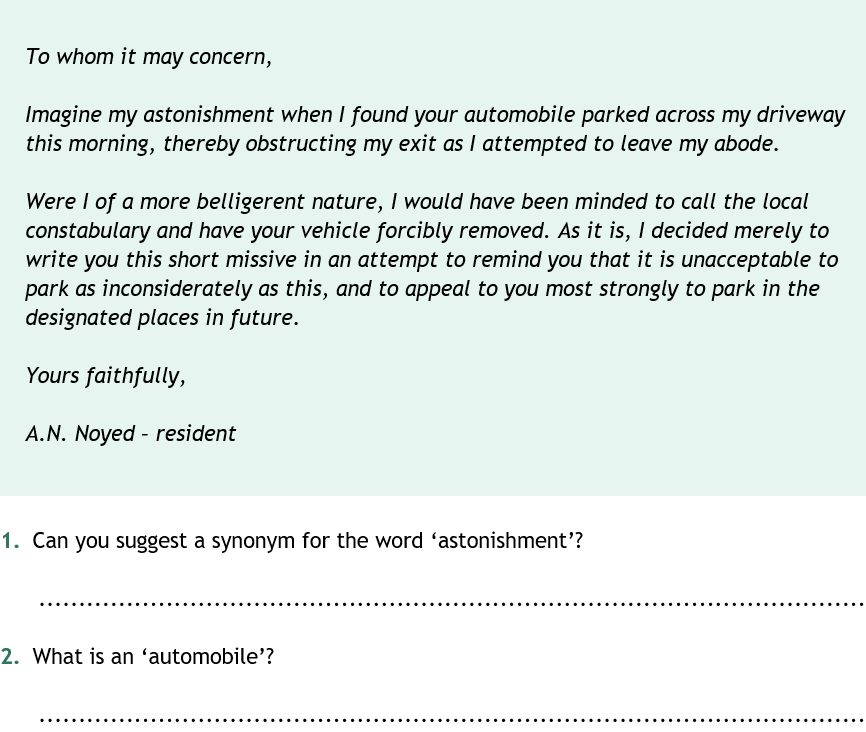 To whom it may concern,
Imagine my astonishment when I found your automobile parked across my driveway
this morning, thereby obstructing my exit as I attempted to leave my abode.
Were I of a more belligerent nature, I would have been minded to call the local
constabulary and have your vehicle forcibly removed. As it is, I decided merely to
write you this short missive in an attempt to remind you that it is unacceptable to
park as inconsiderately as this, and to appeal to you most strongly to park in the
designated places in future.
Yours faithfully,
A.N. Noyed – resident
1. Can you suggest a synonym for the word ‘astonishment’?
........................................................................................................
2. What is an ‘automobile’?
........................................................................................................